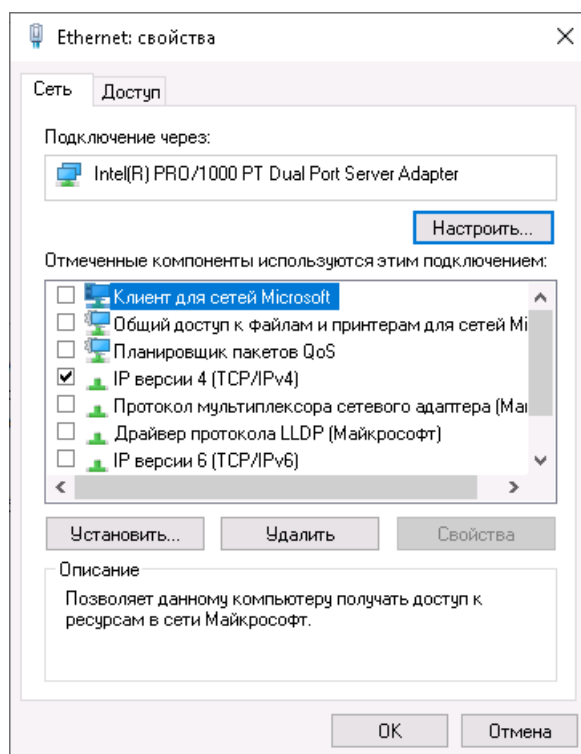 Ethernet: свойства
Сеть
Доступ
Подключение через:
Intel(R) PRO/1000 PT Dual Port Server Adapter
Настроить...
Отмеченные компоненты используются этим подключением:
Клиент для сетей Microsoft
Общий доступ к файлам и принтерам для сетей Mi
Планировщик пакетов QoS
IP версии 4 (TCP/IPv4)
Протокол мультиплексора сетевого адаптера (Май
Драйвер протокола LLDP (Майкрософт)
IP версии 6 (TCP/IPv6)
Установить...
Удалить
Свойства
Описание
Позволяет данному компьютеру получать доступ к
ресурсам в сети Майкрософт.
OK
Отмена